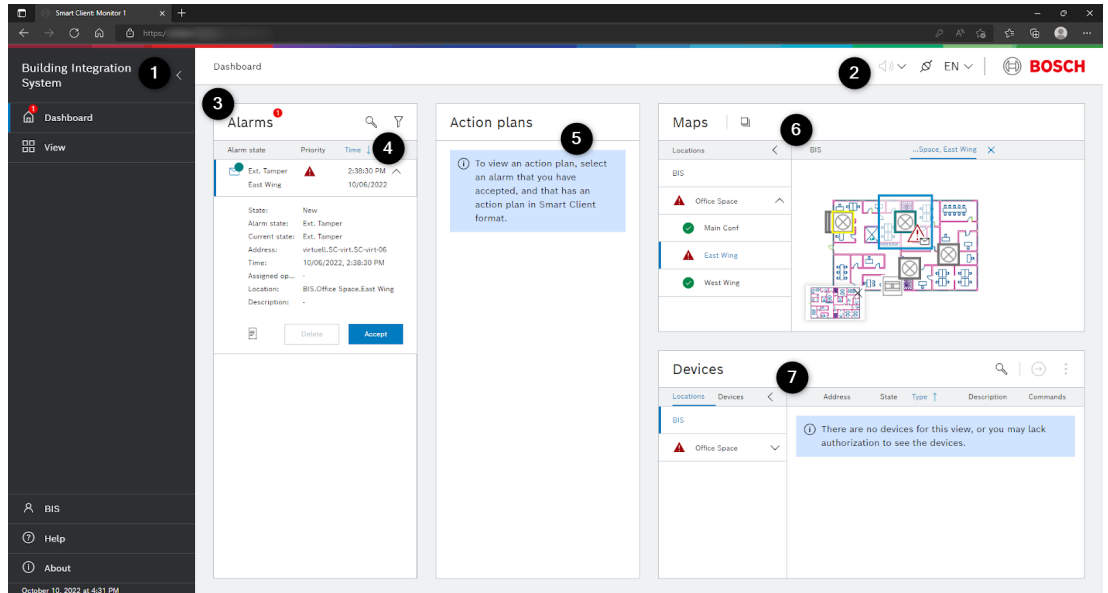 Smart Client: Monitor 1
https:/
EN
BOSCH
Building Integration
System
1
Dashboard
2
1
Dashboard
View
BIS
Help
About
October 10, 2022 at 4:31 PM
3
Alarms
1
4
Alarm state Priority Time
Ext. Tamper 2:38:30 PM
East Wing 10/06/2022
State: New
Alarm state: Ext. Tamper
Current state: Ext. Tamper
Address: virtuell.SC-virt.SC-virt-06
Time: 10/06/2022, 2:38:30 PM
Assigned op... -
Location: BIS.Office Space.East Wing
Description: -
Delete Accept
Action plans
5
To view an action plan, select
an alarm that you have
accepted, and that has an
action plan in Smart Client
format.
Maps
6
Locations BIS ...Space, East Wing
BIS
Office Space
Main Conf
East Wing
West Wing
Devices
7
Locations Devices Address State Type Description Commands
BIS
Office Space
There are no devices for this view, or you may lack
authorization to see the devices.